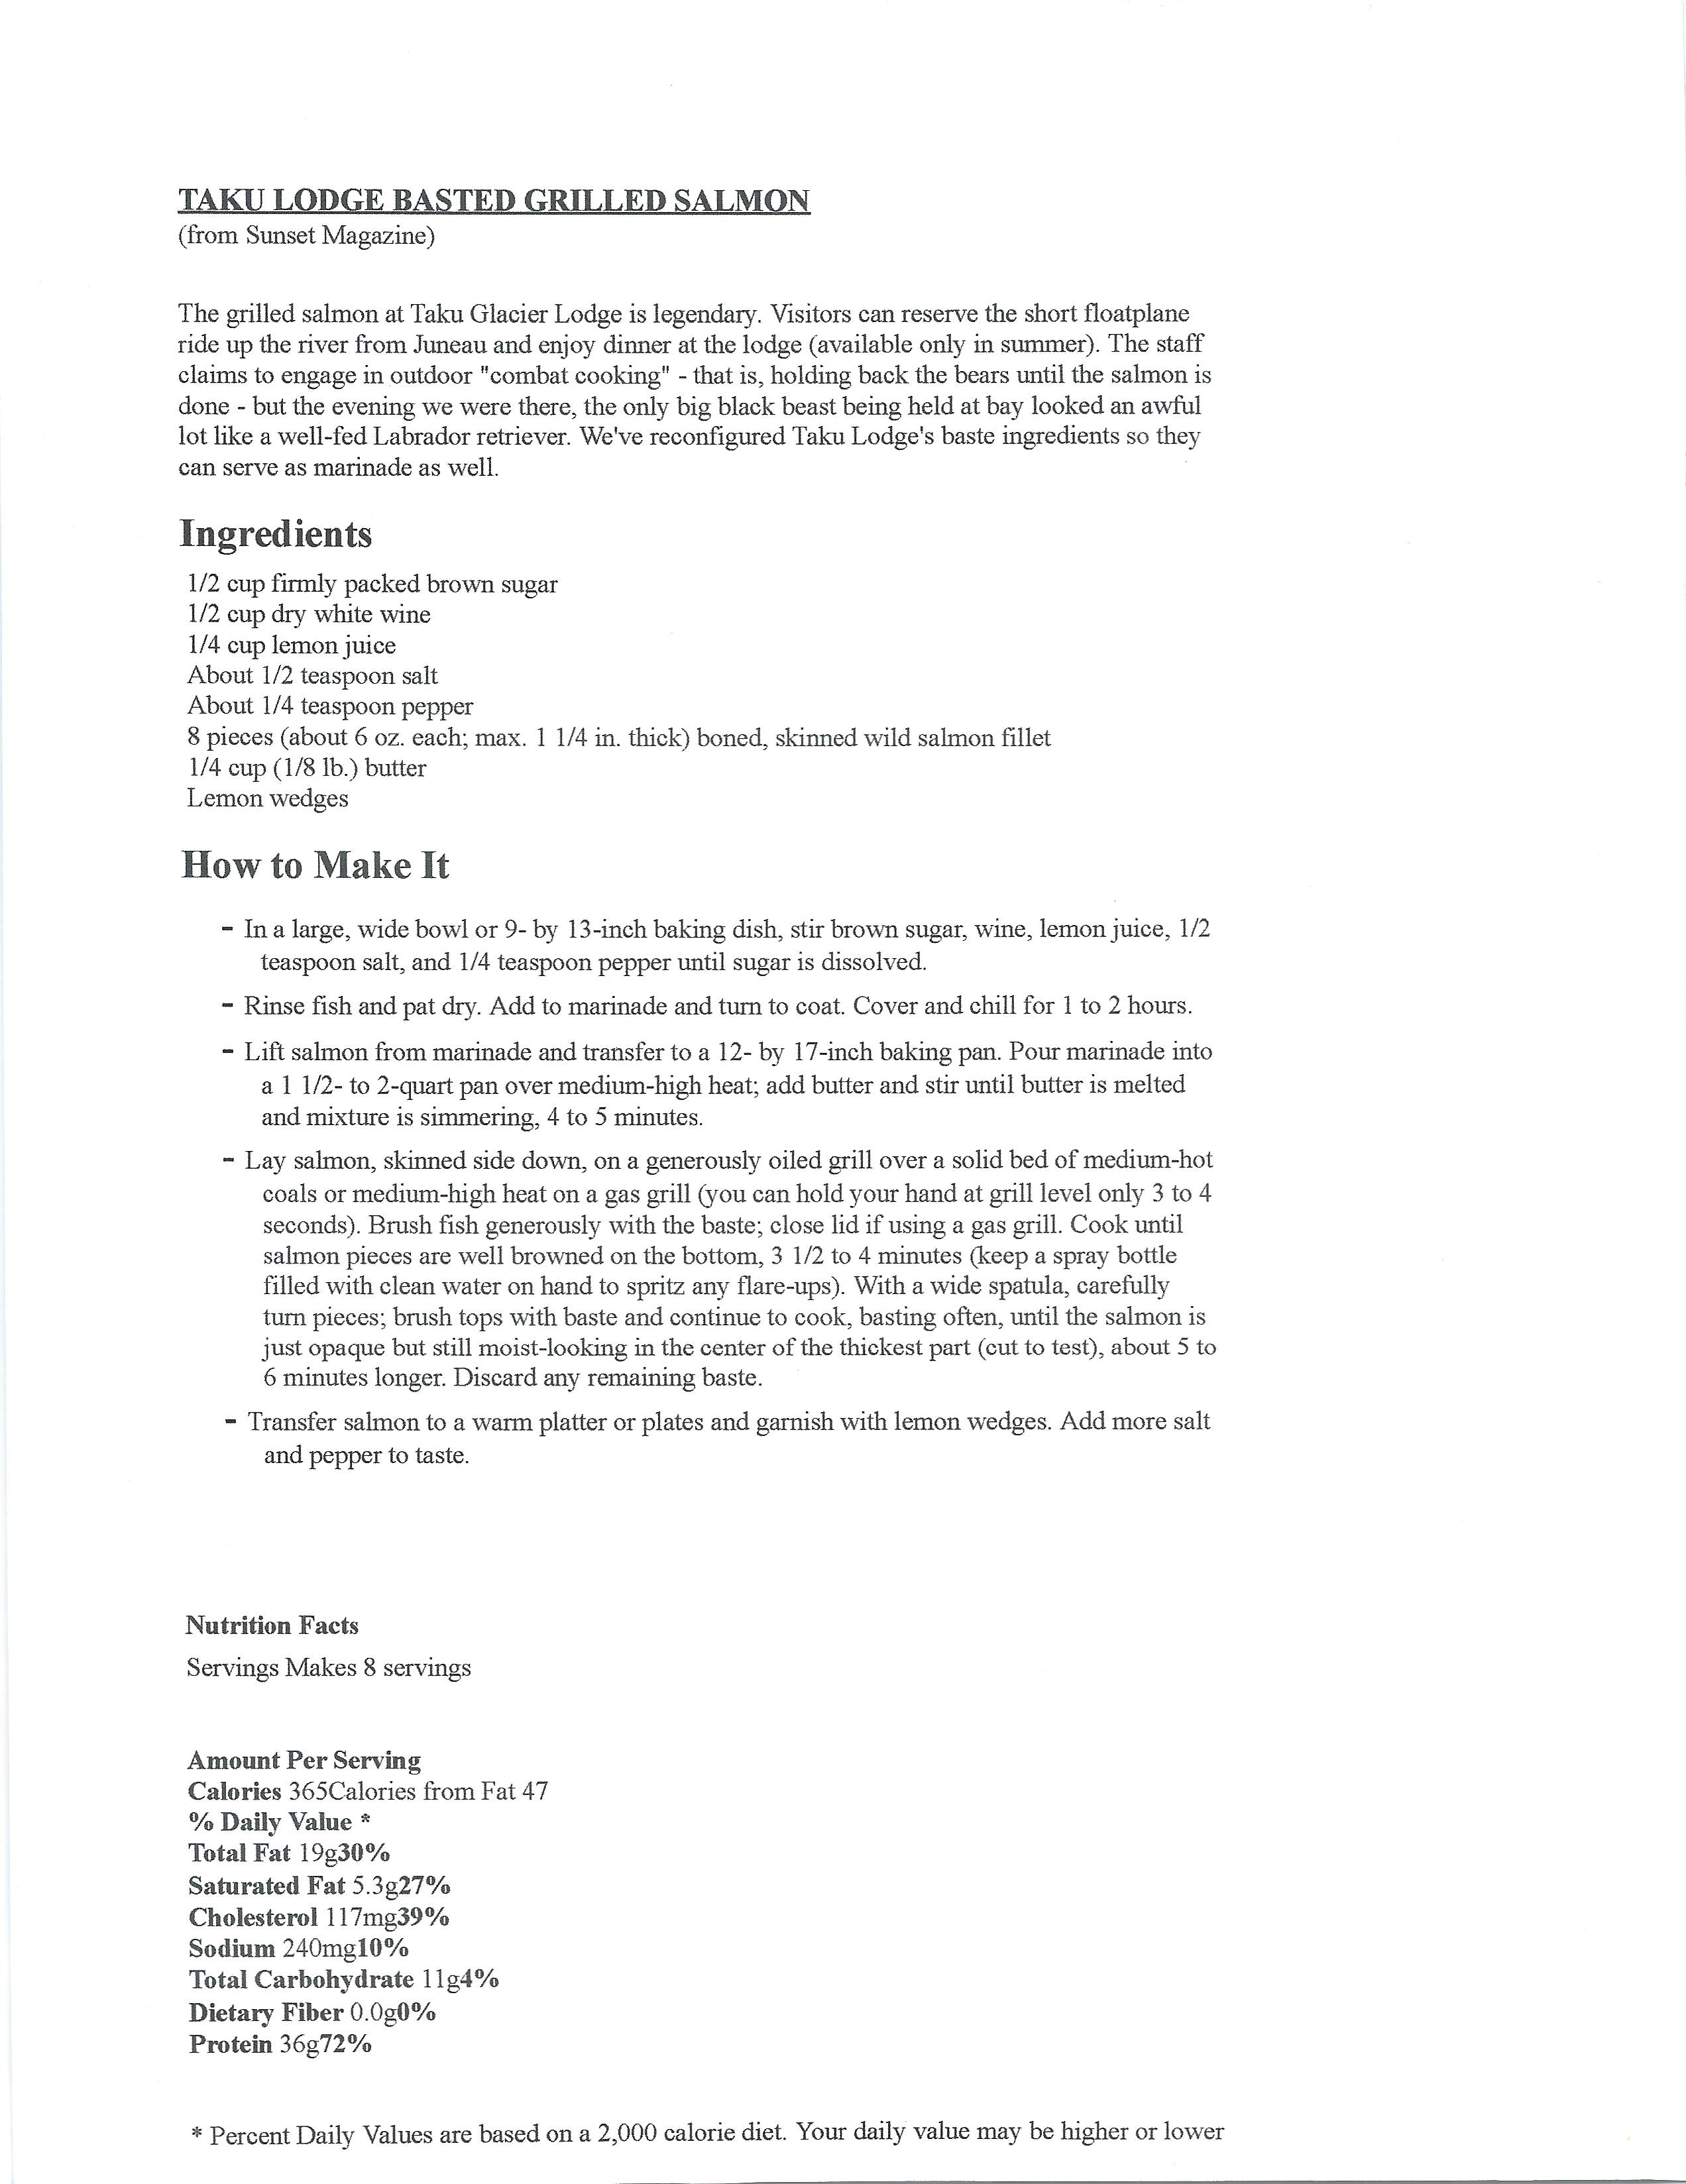 TAKU LODGE BASTED GRILLED SALMON
(from Sunset Magazine)
The grilled salmon at Taku Glacier Lodge is legendary. Visitors can reserve the short floatplane
ride up the river from Juneau and enjoy dinner at the lodge (available only in summer). The staff
claims to engage in outdoor "combat cooking" - that is, holding back the bears until the salmon is
done - but the evening we were there, the only big black beast being held at bay looked an awful
lot like a well-fed Labrador retriever. We've reconfigured Taku Lodge's baste ingredients so they
can serve as marinade as well.
Ingredients
1/2 cup firmly packed brown sugar
1/2 cup dry white wine
1/4 cup lemon juice
About 1/2 teaspoon salt
About 1/4 teaspoon pepper
8 pieces (about 6 oz. each; max. 1 1/4 in. thick) boned, skinned wild salmon fillet
1/4 cup (1/8 lb.) butter
Lemon wedges
How to Make It
- In a large, wide bowl or 9- by 13-inch baking dish, stir brown sugar, wine, lemon juice, 1/2
teaspoon salt, and 1/4 teaspoon pepper until sugar is dissolved.
- Rinse fish and pat dry. Add to marinade and turn to coat. Cover and chill for 1 to 2 hours.
- Lift salmon from marinade and transfer to a 12- by 17-inch baking pan. Pour marinade into
a 1 1/2- to 2-quart pan over medium-high heat; add butter and stir until butter is melted
and mixture is simmering, 4 to 5 minutes.
- Lay salmon, skinned side down, on a generously oiled grill over a solid bed of medium-hot
coals or medium-high heat on a gas grill (you can hold your hand at grill level only 3 to 4
seconds). Brush fish generously with the baste; close lid if using a gas grill. Cook until
salmon pieces are well browned on the bottom, 3 1/2 to 4 minutes (keep a spray bottle
filled with clean water on hand to spritz any flare-ups). With a wide spatula, carefully
turn pieces; brush tops with baste and continue to cook, basting often, until the salmon is
just opaque but still moist-looking in the center of the thickest part (cut to test), about 5 to
6 minutes longer. Discard any remaining baste.
- Transfer salmon to a warm platter or plates and garnish with lemon wedges. Add more salt
and pepper to taste.
Nutrition Facts
Servings Makes 8 servings
Amount Per Serving
Calories 365Calories from Fat 47
% Daily Value *
Total Fat 19g30%
Saturated Fat 5.3g27%
Cholesterol 117mg39%
Sodium 240mg10%
Total Carbohydrate 11g4%
Dietary Fiber 0.0g0%
Protein 36g72%
* Percent Daily Values are based on a 2,000 calorie diet. Your daily value may be higher or lower